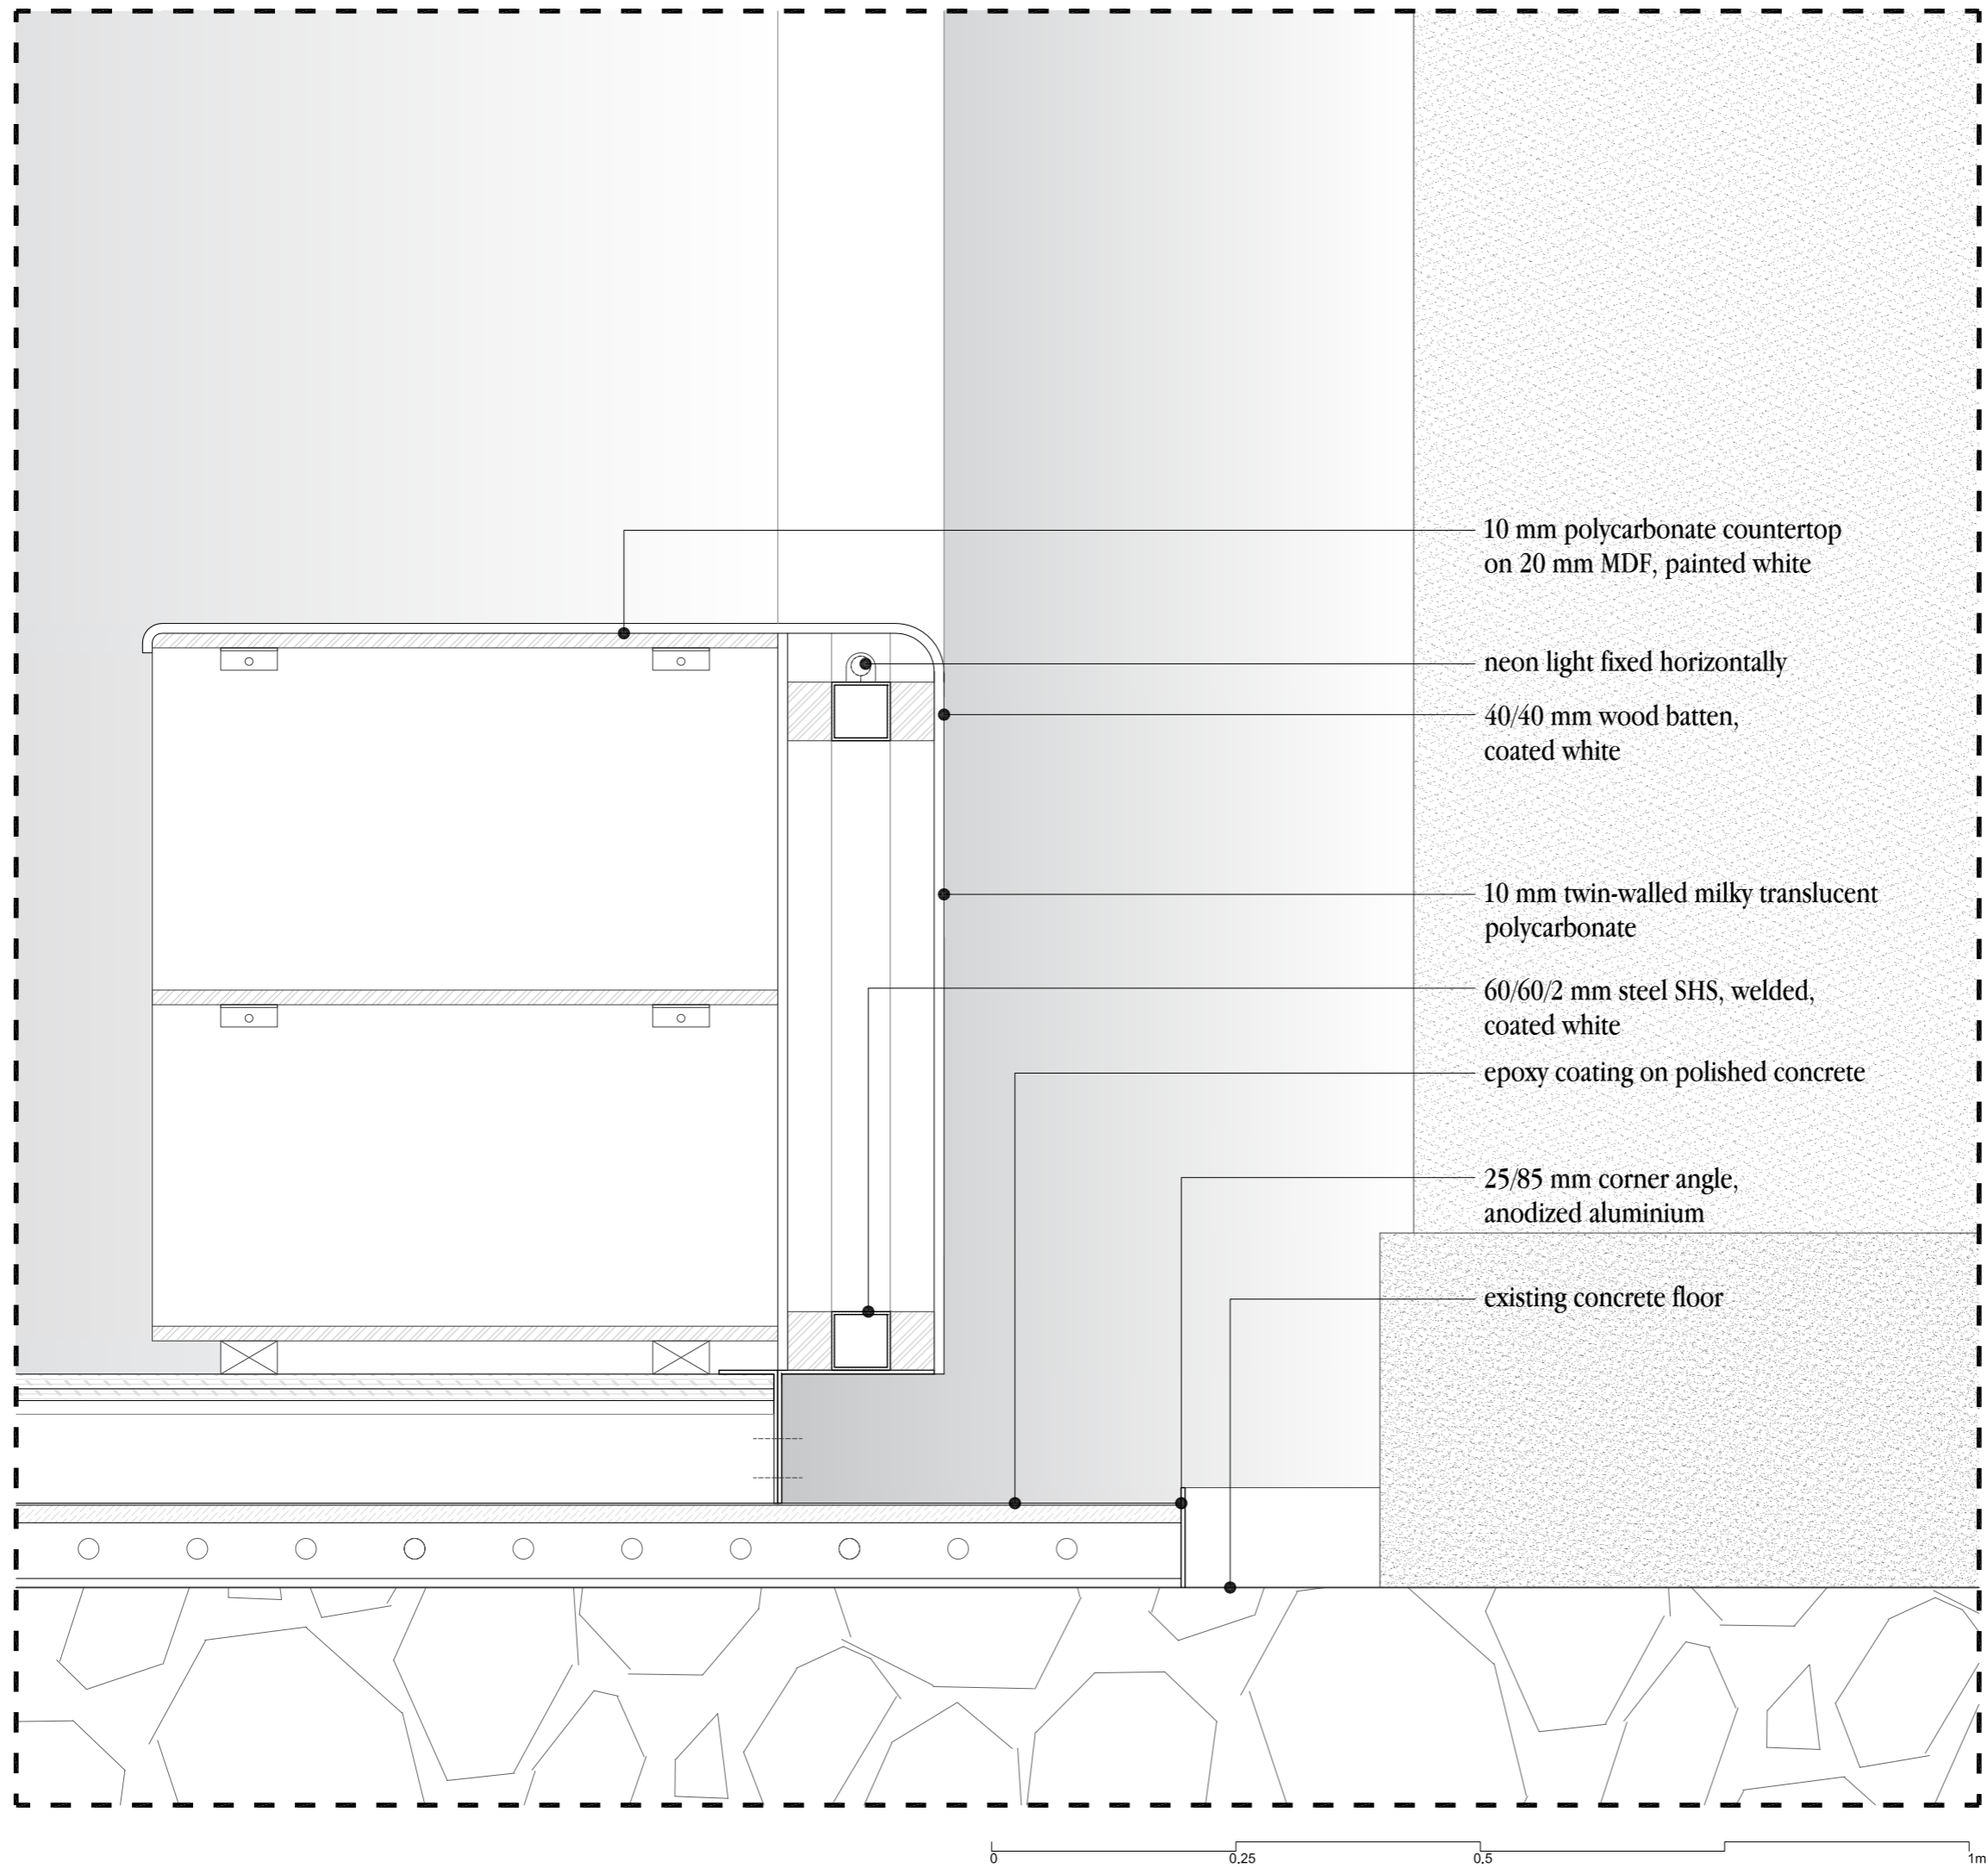 10 mm polycarbonate countertop
on 20 mm MDF, painted white
neon light fixed horizontally
40/40 mm wood batten,
coated white
10 mm twin-walled milky translucent
polycarbonate
60/60/2 mm steel SHS, welded,
coated white
epoxy coating on polished concrete
25/85 mm corner angle,
anodized aluminium
existing concrete floor
0 0.25 0.5 1m